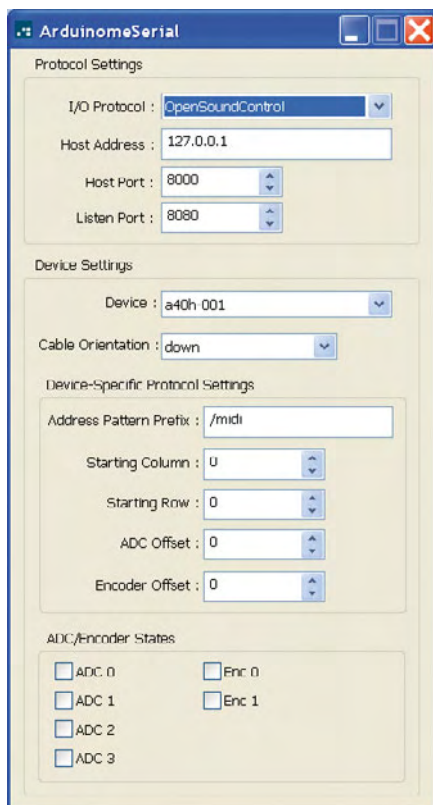 ArduinomeSerial
Protocol Settings
I/O Protocol : OpenSoundControl
Host Address : 127.0.0.1
Host Port : 8000
Listen Port : 8080
Device Settings
Device : a40h-001
Cable Orientation : down
Device-Specific Protocol Settings
Address Pattern Prefix : /midi
Starting Column : 0
Starting Row : 0
ADC Offset : 0
Encoder Offset : 0
ADC/Encoder States
ADC 0 Enc 0
ADC 1 Enc 1
ADC 2
ADC 3